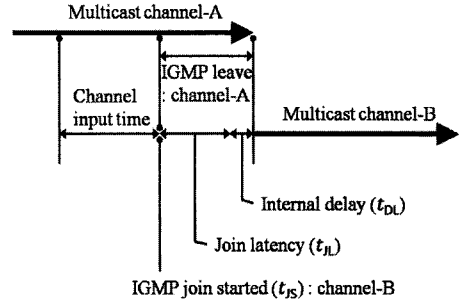 Multicast channel-A
IGMP leave
: channel-A
Channel
input time
Multicast channel-B
Internal delay (tDL)
Join latency (tJL)
IGMP join started (tJS) : channel-B